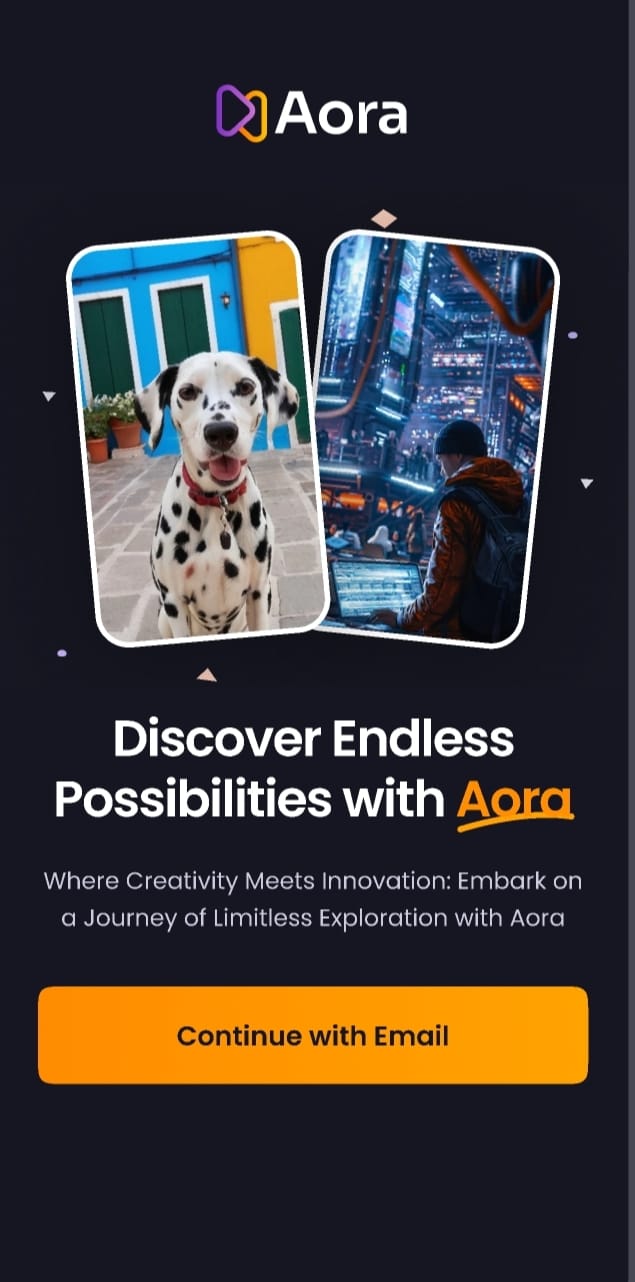 Aora
Discover Endless
Possibilities with Aora
Where Creativity Meets Innovation: Embark on
a Journey of Limitless Exploration with Aora
Continue with Email